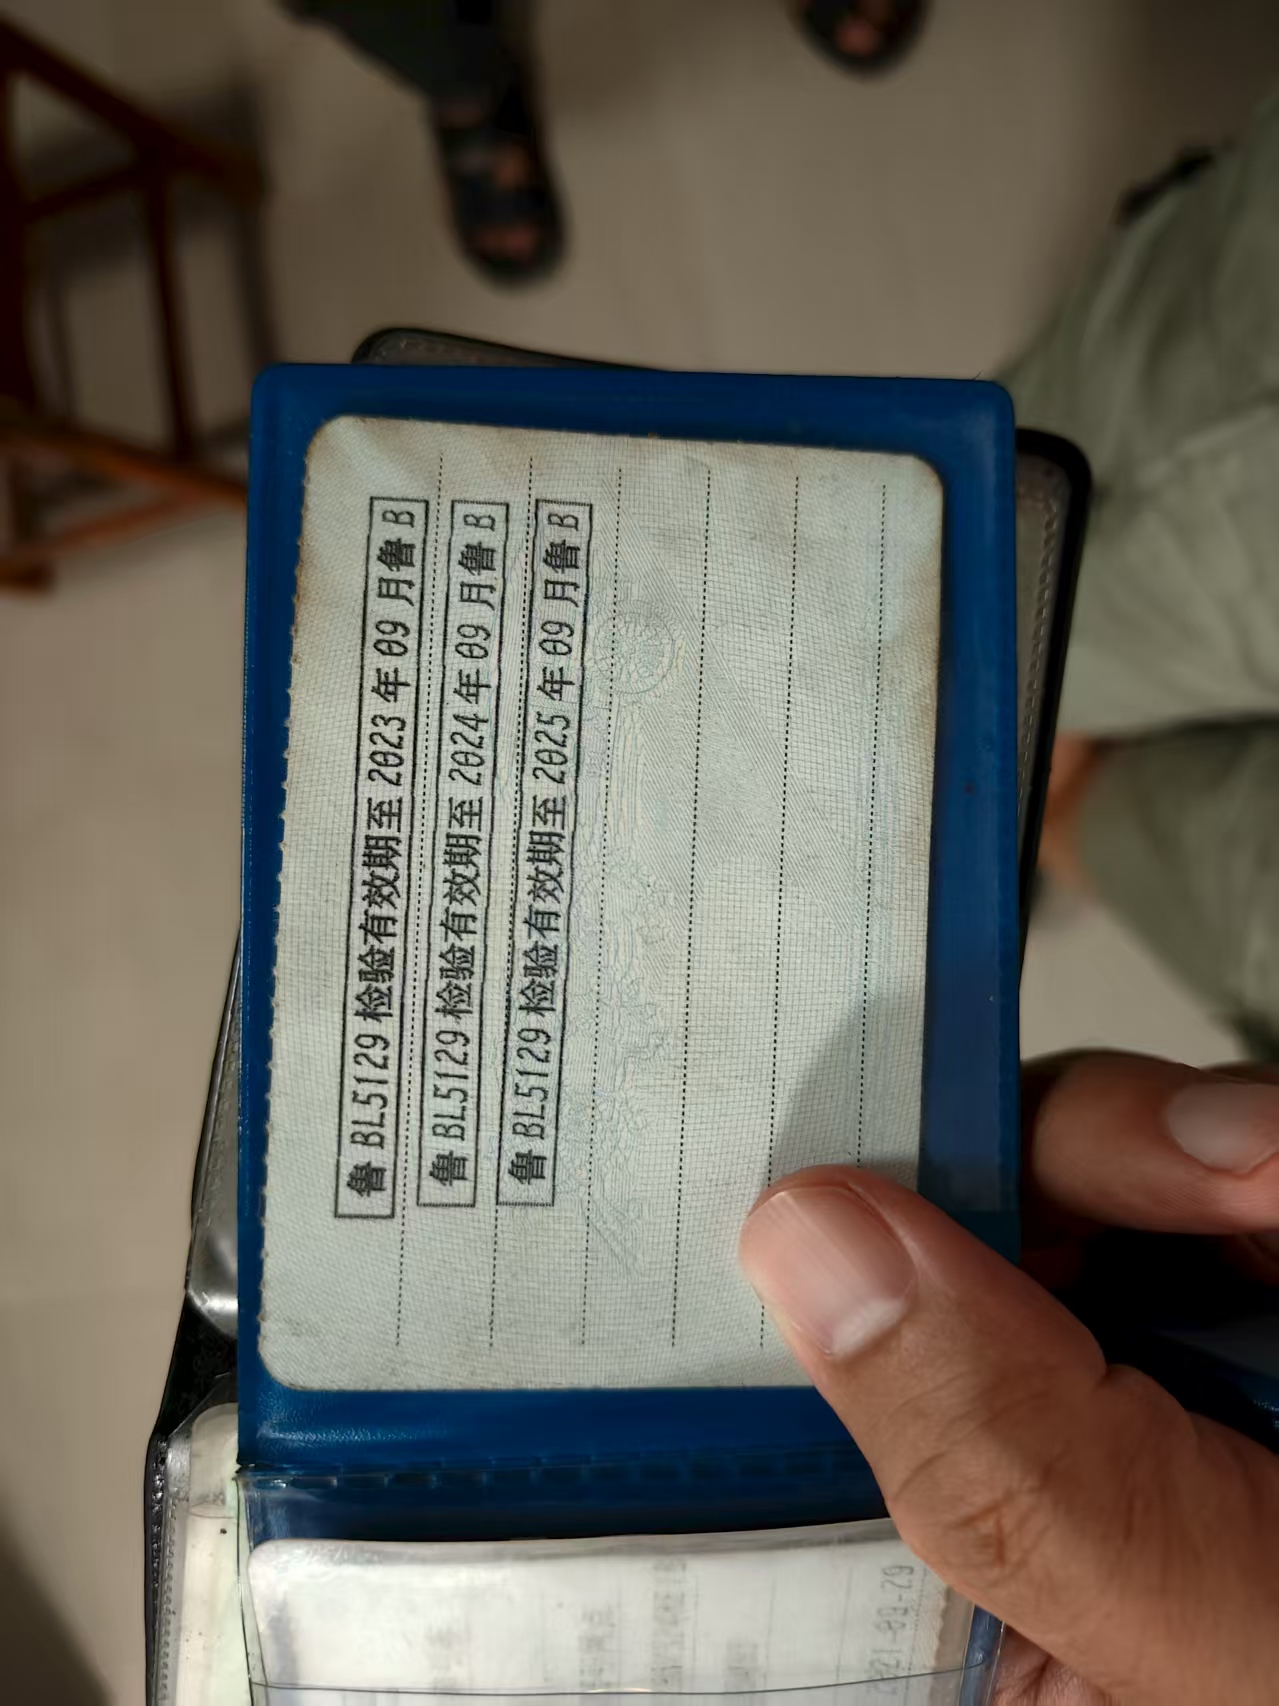 鲁 BL5129 检验有效期至 2023 年 09 月鲁 B
鲁 BL5129 检验有效期至 2024 年 09 月鲁 B
鲁 BL5129 检验有效期至 2025 年 09 月鲁 B